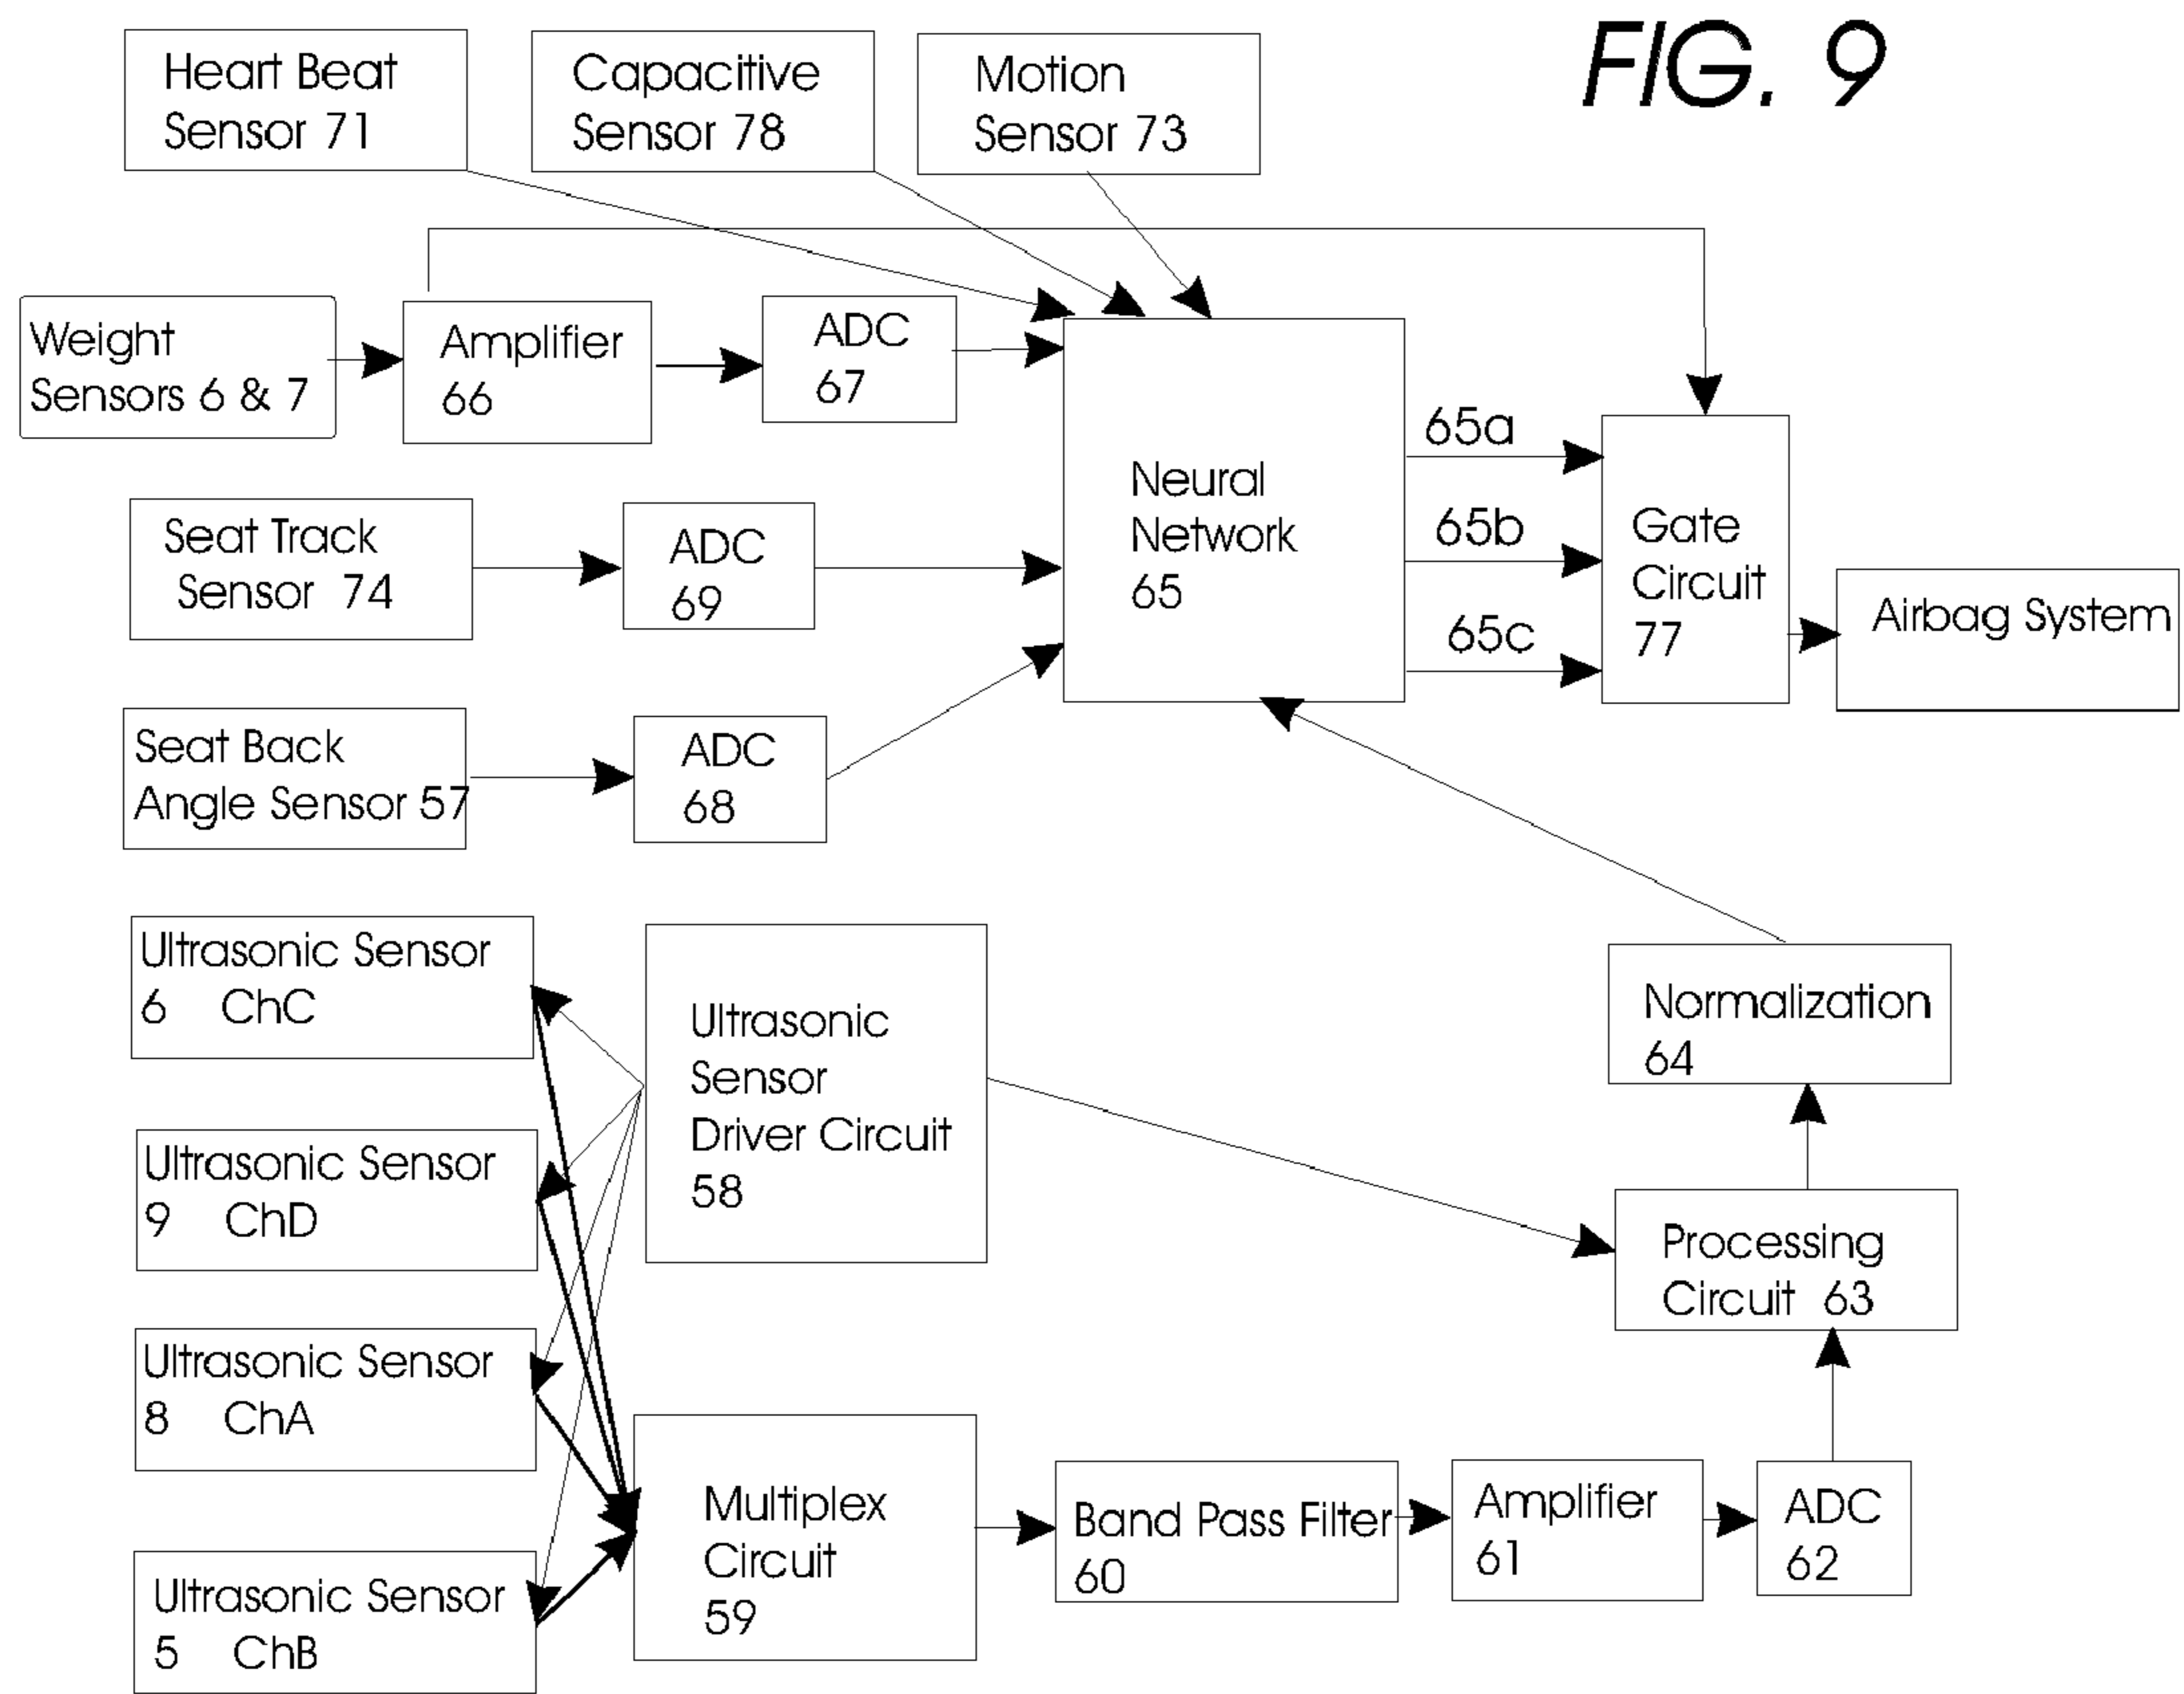 FIG. 9
Heart Beat
Sensor 71
Capacitive
Sensor 78
Motion
Sensor 73
Weight
Sensors 6 & 7
Amplifier
66
ADC
67
Seat Track
Sensor 74
ADC
69
Neural
Network
65
65a
65b
65c
Gate
Circuit
77
Airbag System
Seat Back
Angle Sensor 57
ADC
68
Ultrasonic Sensor
6 ChC
Ultrasonic
Sensor
Driver Circuit
58
Normalization
64
Ultrasonic Sensor
9 ChD
Processing
Circuit 63
Ultrasonic Sensor
8 ChA
Ultrasonic Sensor
5 ChB
Multiplex
Circuit
59
Band Pass Filter
60
Amplifier
61
ADC
62